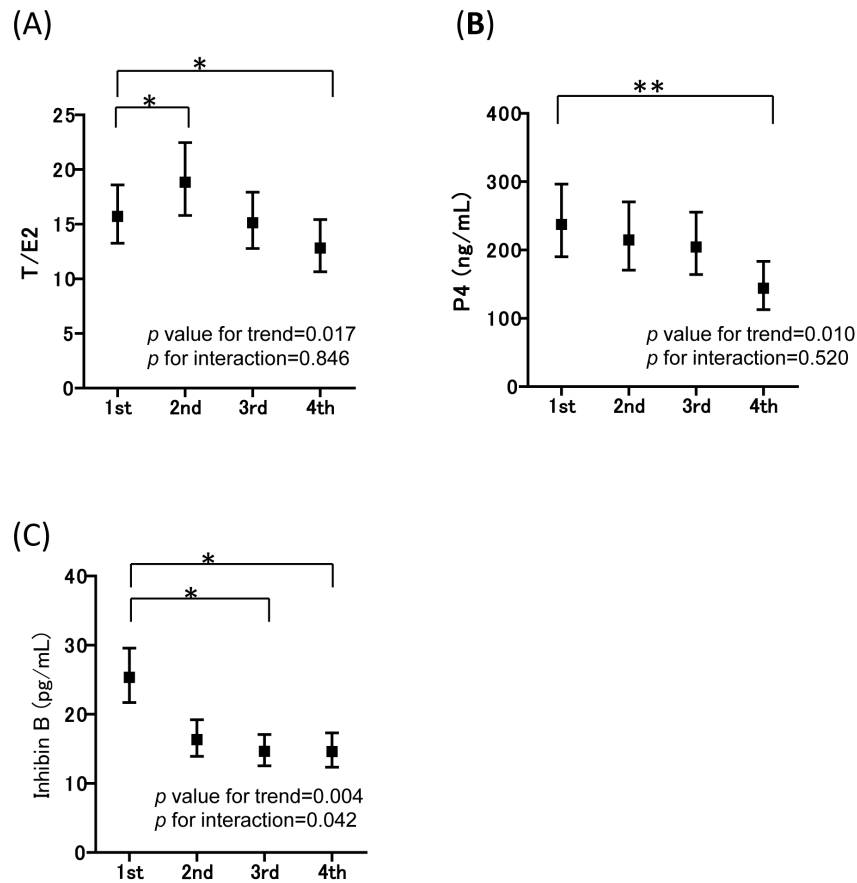 (A)
*
*
25
20
15
10
5
0
T/E2
p value for trend=0.017
p for interaction=0.846
1st 2nd 3rd 4th
(B)
**
400
300
200
100
0
P4 (ng/mL)
p value for trend=0.010
p for interaction=0.520
1st 2nd 3rd 4th
(C)
*
*
40
30
20
10
0
Inhibin B (pg/mL)
p value for trend=0.004
p for interaction=0.042
1st 2nd 3rd 4th